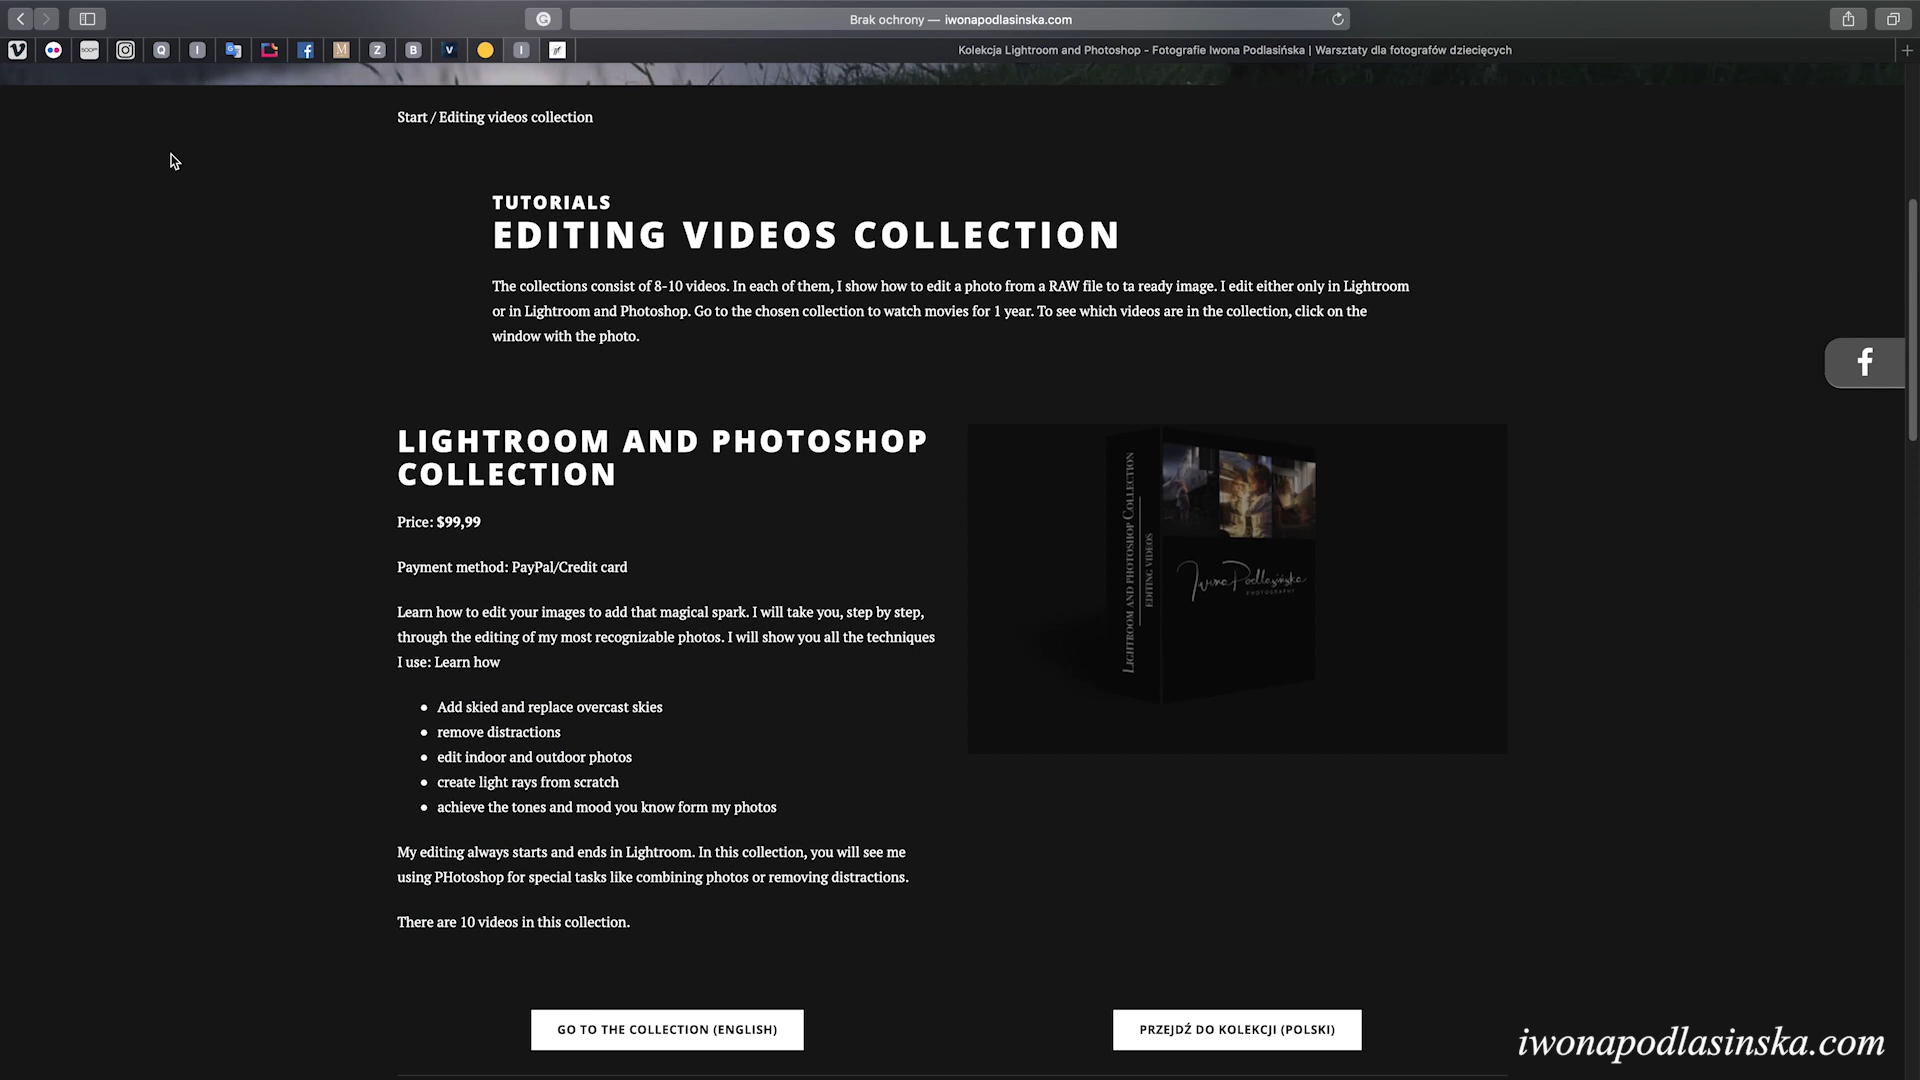 Brak ochrony — iwonapodlasinska.com
Kolekcja Lightroom and Photoshop - Fotografie Iwona Podlasińska | Warsztaty dla fotografów dziecięcych
Start / Editing videos collection
TUTORIALS
EDITING VIDEOS COLLECTION
The collections consist of 8-10 videos. In each of them, I show how to edit a photo from a RAW file to ta ready image. I edit either only in Lightroom
or in Lightroom and Photoshop. Go to the chosen collection to watch movies for 1 year. To see which videos are in the collection, click on the
window with the photo.
LIGHTROOM AND PHOTOSHOP
COLLECTION
Price: $99,99
Payment method: PayPal/Credit card
Learn how to edit your images to add that magical spark. I will take you, step by step,
through the editing of my most recognizable photos. I will show you all the techniques
I use: Learn how
Add skied and replace overcast skies
remove distractions
edit indoor and outdoor photos
create light rays from scratch
achieve the tones and mood you know form my photos
My editing always starts and ends in Lightroom. In this collection, you will see me
using PHotoshop for special tasks like combining photos or removing distractions.
There are 10 videos in this collection.
LIGHTROOM AND PHOTOSHOP COLLECTION
EDITING VIDEOS
Iwona Podlasińska
PHOTOGRAPHY
GO TO THE COLLECTION (ENGLISH)
PRZEJDŹ DO KOLEKCJI (POLSKI)
iwonapodlasinska.com